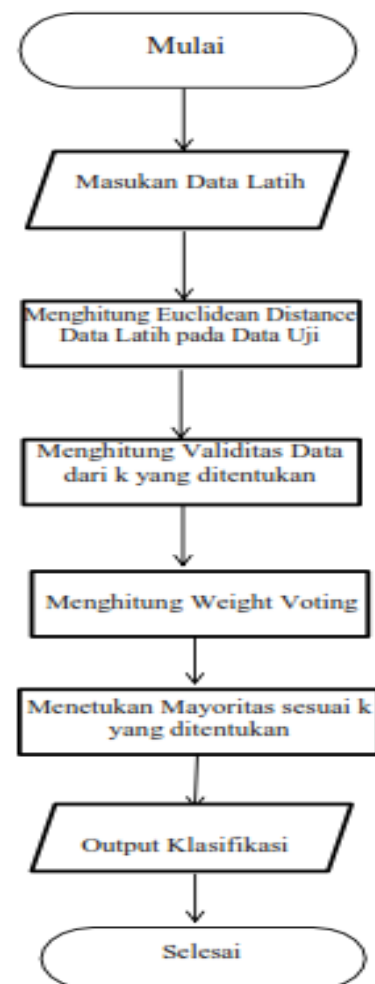 Mulai
Masukan Data Latih
Menghitung Euclidean Distance
Data Latih pada Data Uji
Menghitung Validitas Data
dari k yang ditentukan
Menghitung Weight Voting
Menetukan Mayoritas sesuai k
yang ditentukan
Output Klasifikasi
Selesai